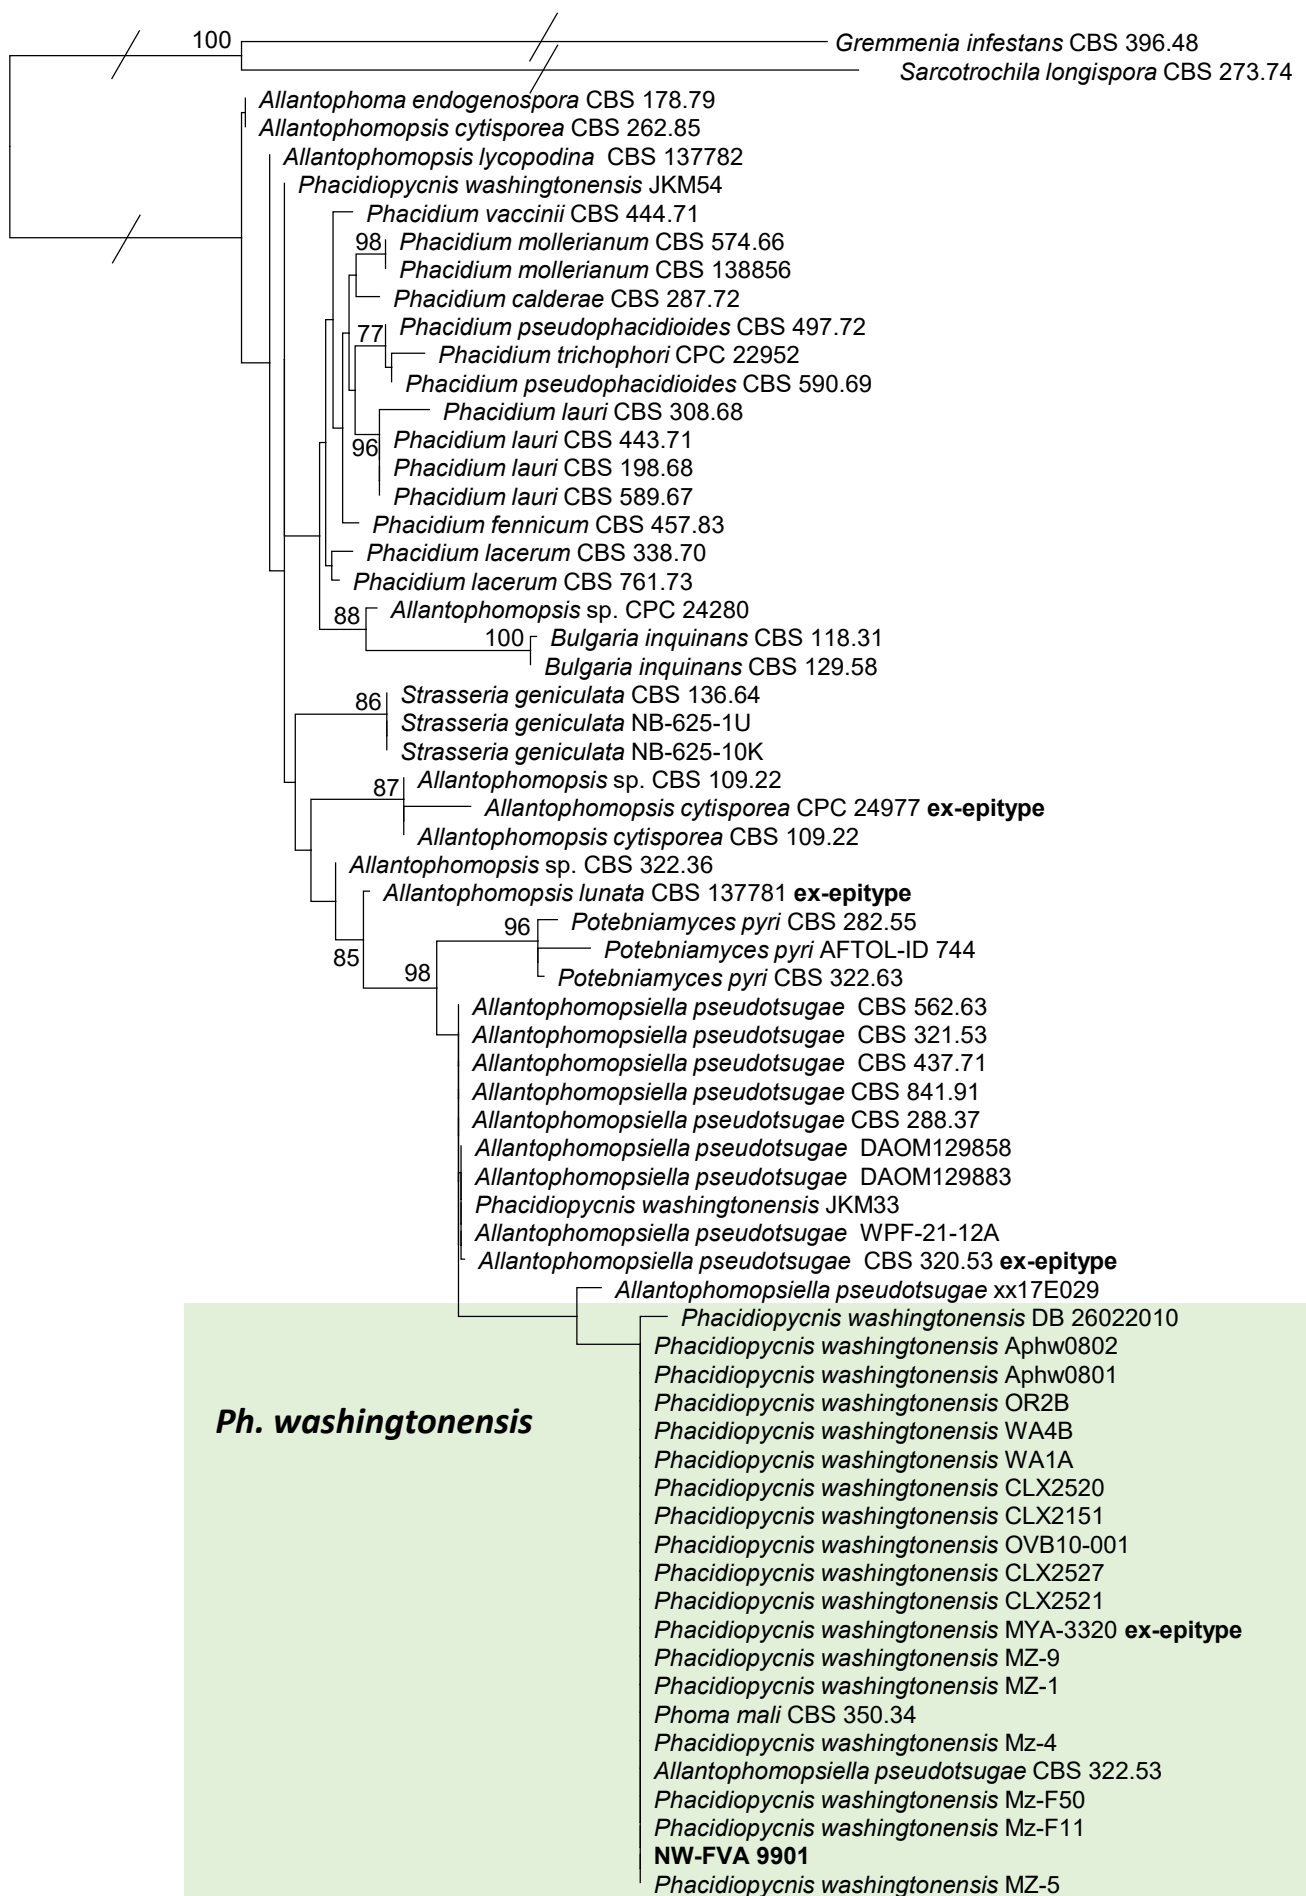 100
Gremmenia infestans CBS 396.48
Sarcotrochila longispora CBS 273.74
Allantophoma endogenospora CBS 178.79
Allantophomopsis cytisporea CBS 262.85
Allantophomopsis lycopodina CBS 137782
Phacidiopycnis washingtonensis JKM54
Phacidium vaccinii CBS 444.71
98 Phacidium mollerianum CBS 574.66
Phacidium mollerianum CBS 138856
Phacidium calderae CBS 287.72
77 Phacidium pseudophacidioides CBS 497.72
Phacidium trichophori CPC 22952
Phacidium pseudophacidioides CBS 590.69
Phacidium lauri CBS 308.68
96 Phacidium lauri CBS 443.71
Phacidium lauri CBS 198.68
Phacidium lauri CBS 589.67
Phacidium fennicum CBS 457.83
Phacidium lacerum CBS 338.70
Phacidium lacerum CBS 761.73
88 Allantophomopsis sp. CPC 24280
100 Bulgaria inquinans CBS 118.31
Bulgaria inquinans CBS 129.58
86 Strasseria geniculata CBS 136.64
Strasseria geniculata NB-625-1U
Strasseria geniculata NB-625-10K
87 Allantophomopsis sp. CBS 109.22
Allantophomopsis cytisporea CPC 24977 ex-epitype
Allantophomopsis cytisporea CBS 109.22
Allantophomopsis sp. CBS 322.36
Allantophomopsis lunata CBS 137781 ex-epitype
96 Potebniamyces pyri CBS 282.55
85 98 Potebniamyces pyri AFTOL-ID 744
Potebniamyces pyri CBS 322.63
Allantophomopsiella pseudotsugae CBS 562.63
Allantophomopsiella pseudotsugae CBS 321.53
Allantophomopsiella pseudotsugae CBS 437.71
Allantophomopsiella pseudotsugae CBS 841.91
Allantophomopsiella pseudotsugae CBS 288.37
Allantophomopsiella pseudotsugae DAOM129858
Allantophomopsiella pseudotsugae DAOM129883
Phacidiopycnis washingtonensis JKM33
Allantophomopsiella pseudotsugae WPF-21-12A
Allantophomopsiella pseudotsugae CBS 320.53 ex-epitype
Allantophomopsiella pseudotsugae xx17E029
Phacidiopycnis washingtonensis DB 26022010
Phacidiopycnis washingtonensis Aphw0802
Phacidiopycnis washingtonensis Aphw0801
Phacidiopycnis washingtonensis OR2B
Ph. washingtonensis
Phacidiopycnis washingtonensis WA4B
Phacidiopycnis washingtonensis WA1A
Phacidiopycnis washingtonensis CLX2520
Phacidiopycnis washingtonensis CLX2151
Phacidiopycnis washingtonensis OVB10-001
Phacidiopycnis washingtonensis CLX2527
Phacidiopycnis washingtonensis CLX2521
Phacidiopycnis washingtonensis MYA-3320 ex-epitype
Phacidiopycnis washingtonensis MZ-9
Phacidiopycnis washingtonensis MZ-1
Phoma mali CBS 350.34
Phacidiopycnis washingtonensis Mz-4
Allantophomopsiella pseudotsugae CBS 322.53
Phacidiopycnis washingtonensis Mz-F50
Phacidiopycnis washingtonensis Mz-F11
NW-FVA 9901
Phacidiopycnis washingtonensis MZ-5